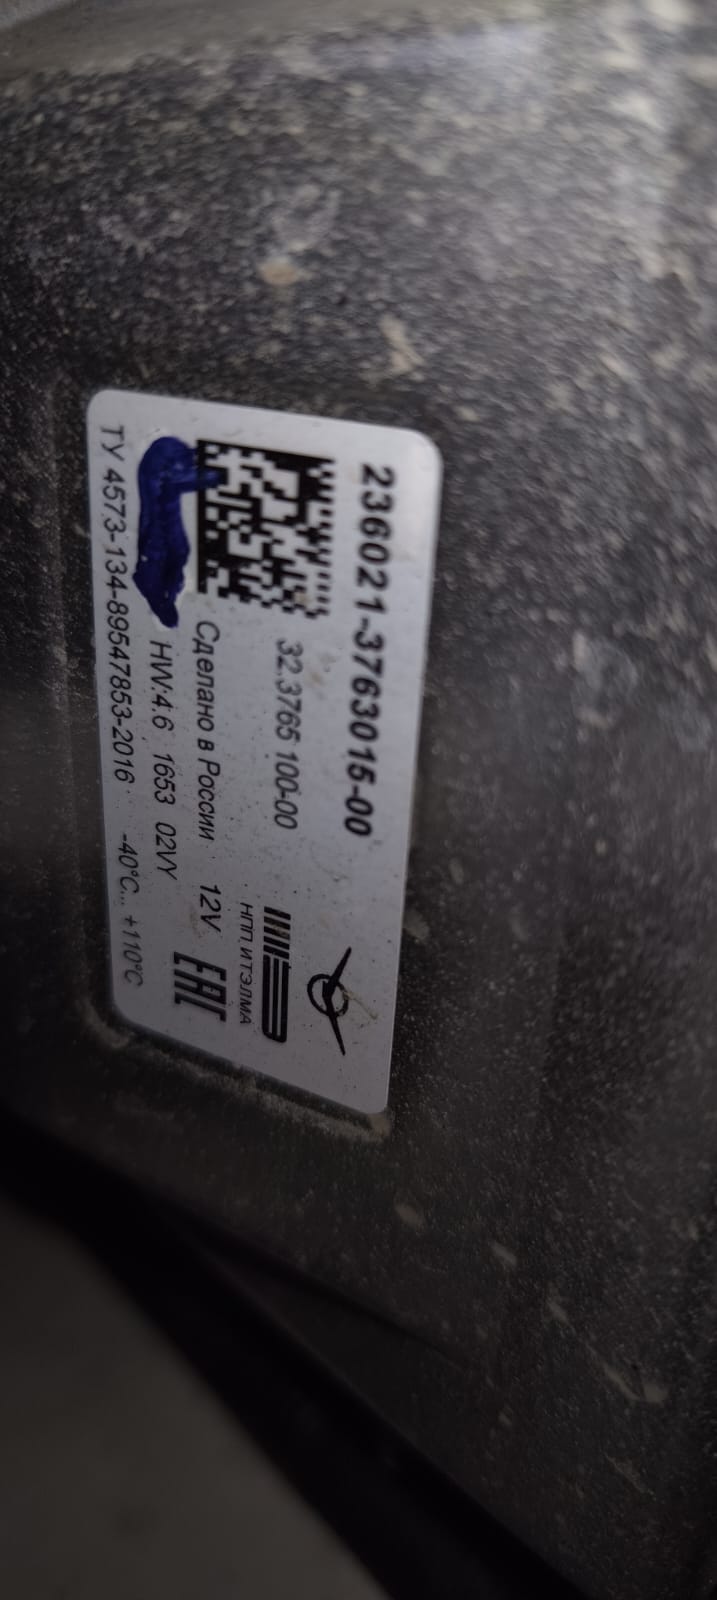 236021-3763015-00
32.3765 100-00
НПП ИТЭЛМА
Сделано в России 12V
EAC
HW:4.6 1653 02VY
ТУ 4573-134-89547853-2016 -40°C... +110°C